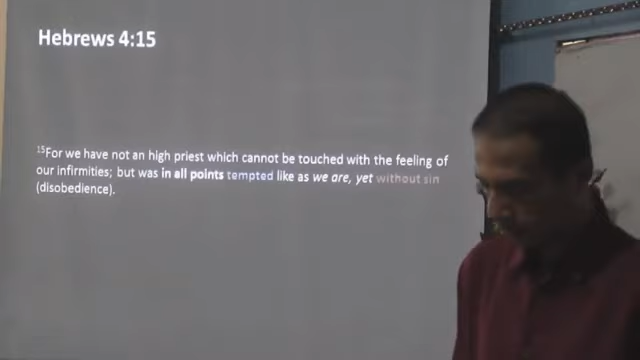 Hebrews 4:15
15For we have not an high priest which cannot be touched with the feeling of
our infirmities; but was in all points tempted like as we are, yet without sin
(disobedience).